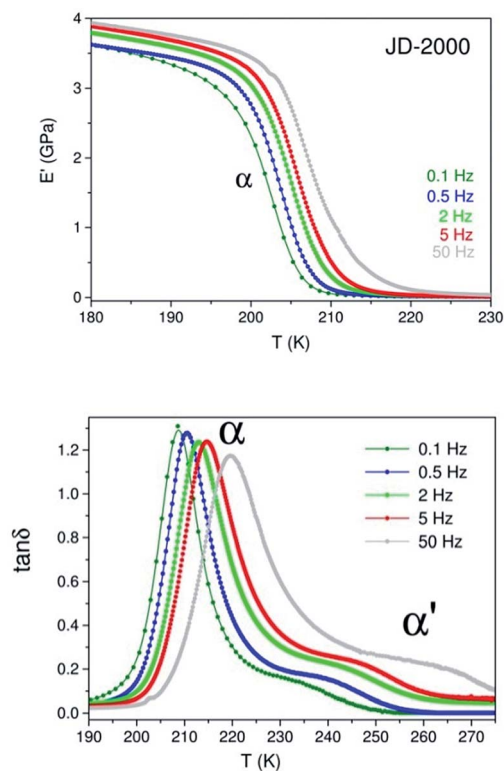 4
JD-2000
3
E' (GPa)
2
α
0.1 Hz
0.5 Hz
2 Hz
5 Hz
50 Hz
1
0
180 190 200 210 220 230
T (K)
α
0.1 Hz
0.5 Hz
2 Hz
5 Hz
50 Hz
1.2
1.0
0.8
tanδ
0.6
0.4
α'
0.2
0.0
190 200 210 220 230 240 250 260 270
T (K)